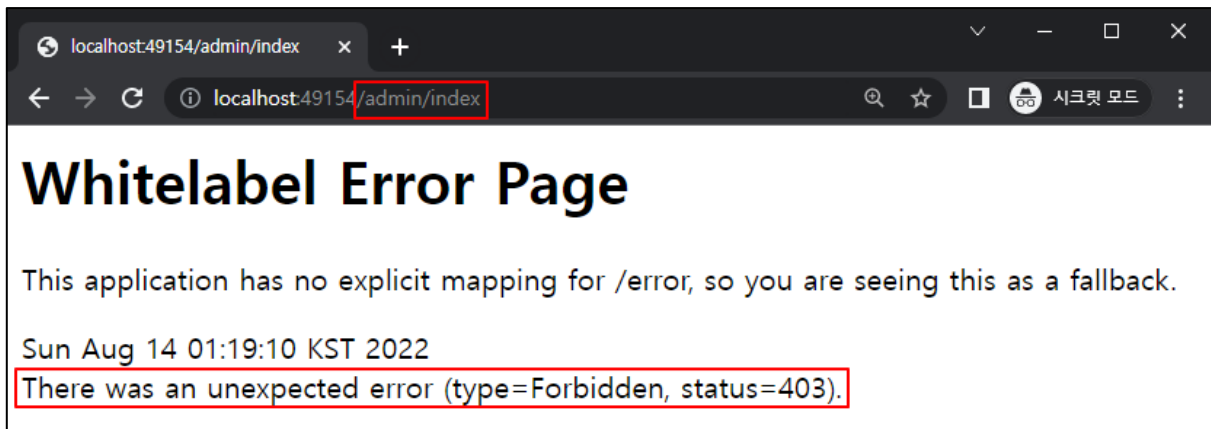 localhost:49154/admin/index
localhost:49154/admin/index 시크릿 모드
Whitelabel Error Page
This application has no explicit mapping for /error, so you are seeing this as a fallback.
Sun Aug 14 01:19:10 KST 2022
There was an unexpected error (type=Forbidden, status=403).